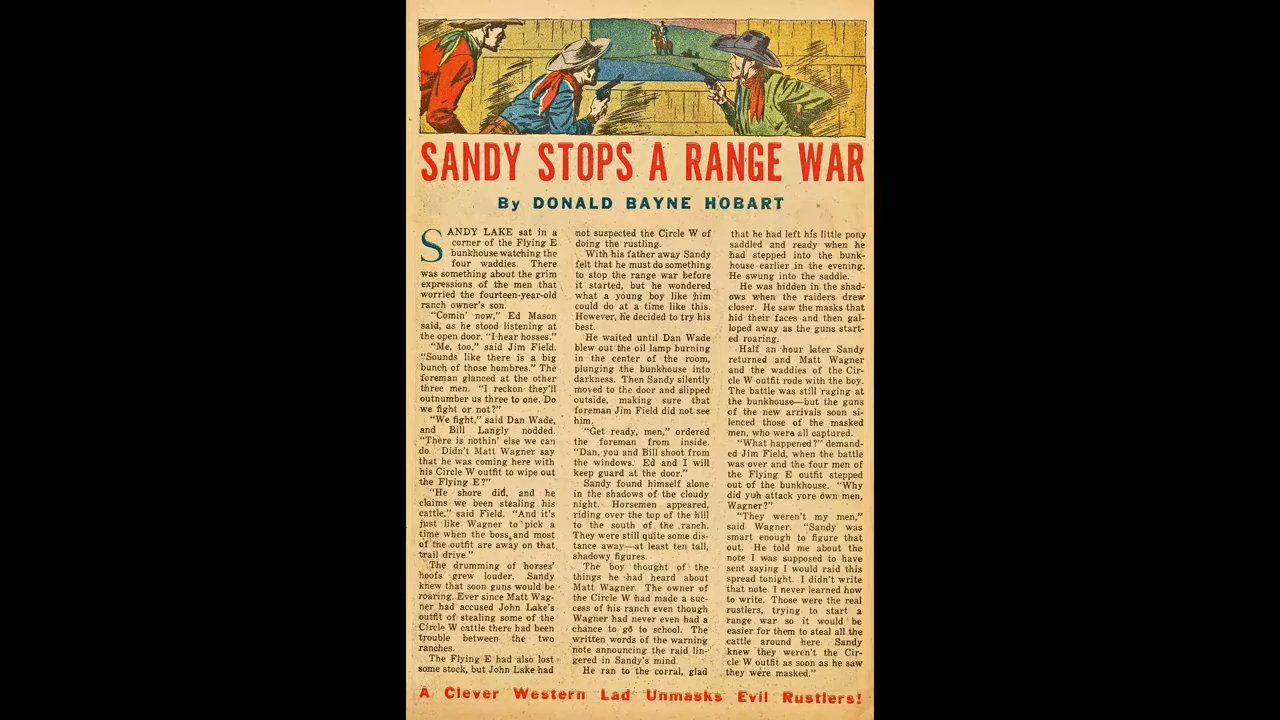 SANDY STOPS A RANGE WAR
By DONALD BAYNE HOBART
SANDY LAKE sat in a
corner of the Flying E
bunkhouse watching the
four waddies. There
was something about the grim
expressions of the men that
worried the fourteen-year-old
ranch owner's son.
"Comin' now," Ed Mason
said, as he stood listening at
the open door. "I hear hosses."
"Me, too," said Jim Field.
"Sounds like there is a big
bunch of those hombres." The
foreman glanced at the other
three men. "I reckon they'll
outnumber us three to one. Do
we fight or not?"
"We fight," said Dan Wade,
and Bill Langly nodded.
"There is nothin' else we can
do. Didn't Matt Wagner say
that he was coming here with
his Circle W outfit to wipe out
the Flying E?"
"He shore did, and he
claims we been stealing his
cattle," said Field. "And it's
just like Wagner to pick a
time when the boss and most
of the outfit are away on that
trail drive."
The drumming of horses'
hoofs grew louder. Sandy
knew that soon guns would be
roaring. Ever since Matt Wag-
ner had accused John Lake's
outfit of stealing some of the
Circle W cattle there had been
trouble between the two
ranches.
The Flying E had also lost
some stock, but John Lake had
not suspected the Circle W of
doing the rustling.
With his father away Sandy
felt that he must do something
to stop the range war before
it started, but he wondered
what a young boy like him
could do at a time like this.
However, he decided to try his
best.
He waited until Dan Wade
blew out the oil lamp burning
in the center of the room,
plunging the bunkhouse into
darkness. Then Sandy silently
moved to the door and slipped
outside, making sure that
foreman Jim Field did not see
him.
"Get ready, men," ordered
the foreman from inside.
"Dan, you and Bill shoot from
the windows. Ed and I will
keep guard at the door."
Sandy found himself alone
in the shadows of the cloudy
night. Horsemen appeared,
riding over the top of the hill
to the south of the ranch.
They were still quite some dis-
tance away—at least ten tall,
shadowy figures.
The boy thought of the
things he had heard about
Matt Wagner. The owner of
the Circle W had made a suc-
cess of his ranch even though
Wagner had never even had a
chance to go to school. The
written words of the warning
note announcing the raid lin-
gered in Sandy's mind.
He ran to the corral, glad
that he had left his little pony
saddled and ready when he
had stepped into the bunk-
house earlier in the evening.
He swung into the saddle.
He was hidden in the shad-
ows when the raiders drew
closer. He saw the masks that
hid their faces and then gal-
loped away as the guns start-
ed roaring.
Half an hour later Sandy
returned and Matt Wagner
and the waddies of the Cir-
cle W outfit rode with the boy.
The battle was still raging at
the bunkhouse—but the guns
of the new arrivals soon si-
lenced those of the masked
men, who were all captured.
"What happened?" demand-
ed Jim Field, when the battle
was over and the four men of
the Flying E outfit stepped
out of the bunkhouse. "Why
did yuh attack yore own men,
Wagner?"
"They weren't my men,"
said Wagner. "Sandy was
smart enough to figure that
out. He told me about the
note I was supposed to have
sent saying I would raid this
spread tonight. I didn't write
that note. I never learned how
to write. Those were the real
rustlers, trying to start a
range war so it would be
easier for them to steal all the
cattle around here. Sandy
knew they weren't the Cir-
cle W outfit as soon as he saw
they were masked."
A Clever Western Lad Unmasks Evil Rustlers!